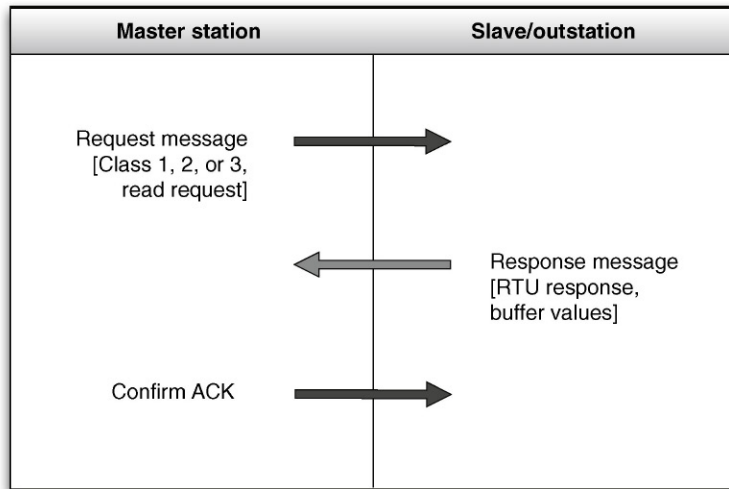 Master station
Slave/outstation
Request message
[Class 1, 2, or 3,
read request]
Response message
[RTU response,
buffer values]
Confirm ACK